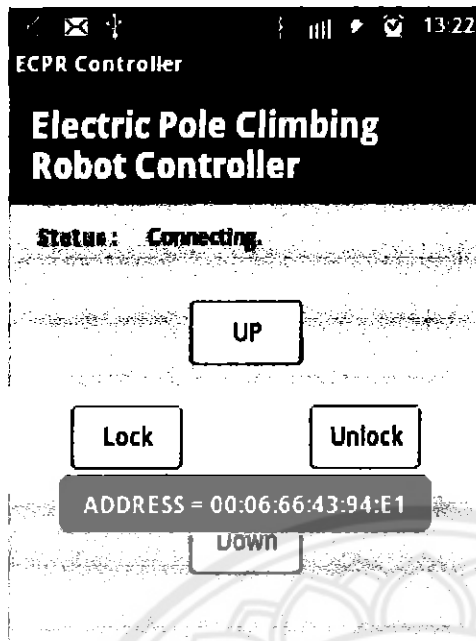 13:22
ECPR Controller
Electric Pole Climbing
Robot Controller
Status: Connecting.
UP
Lock Unlock
ADDRESS = 00:06:66:43:94:E1
Down